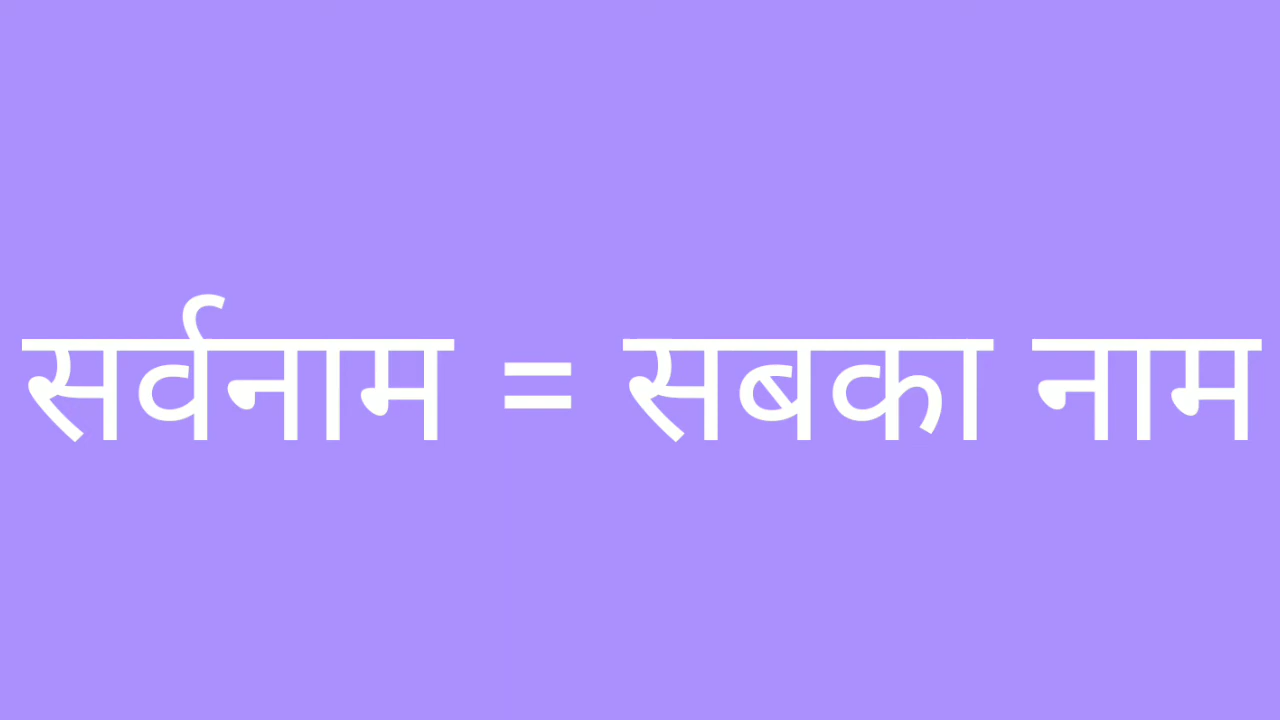 सर्वनाम = सबका नाम